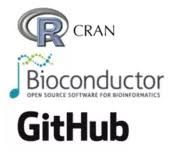 R CRAN
Bioconductor
OPEN SOURCE SOFTWARE FOR BIOINFORMATICS
GitHub